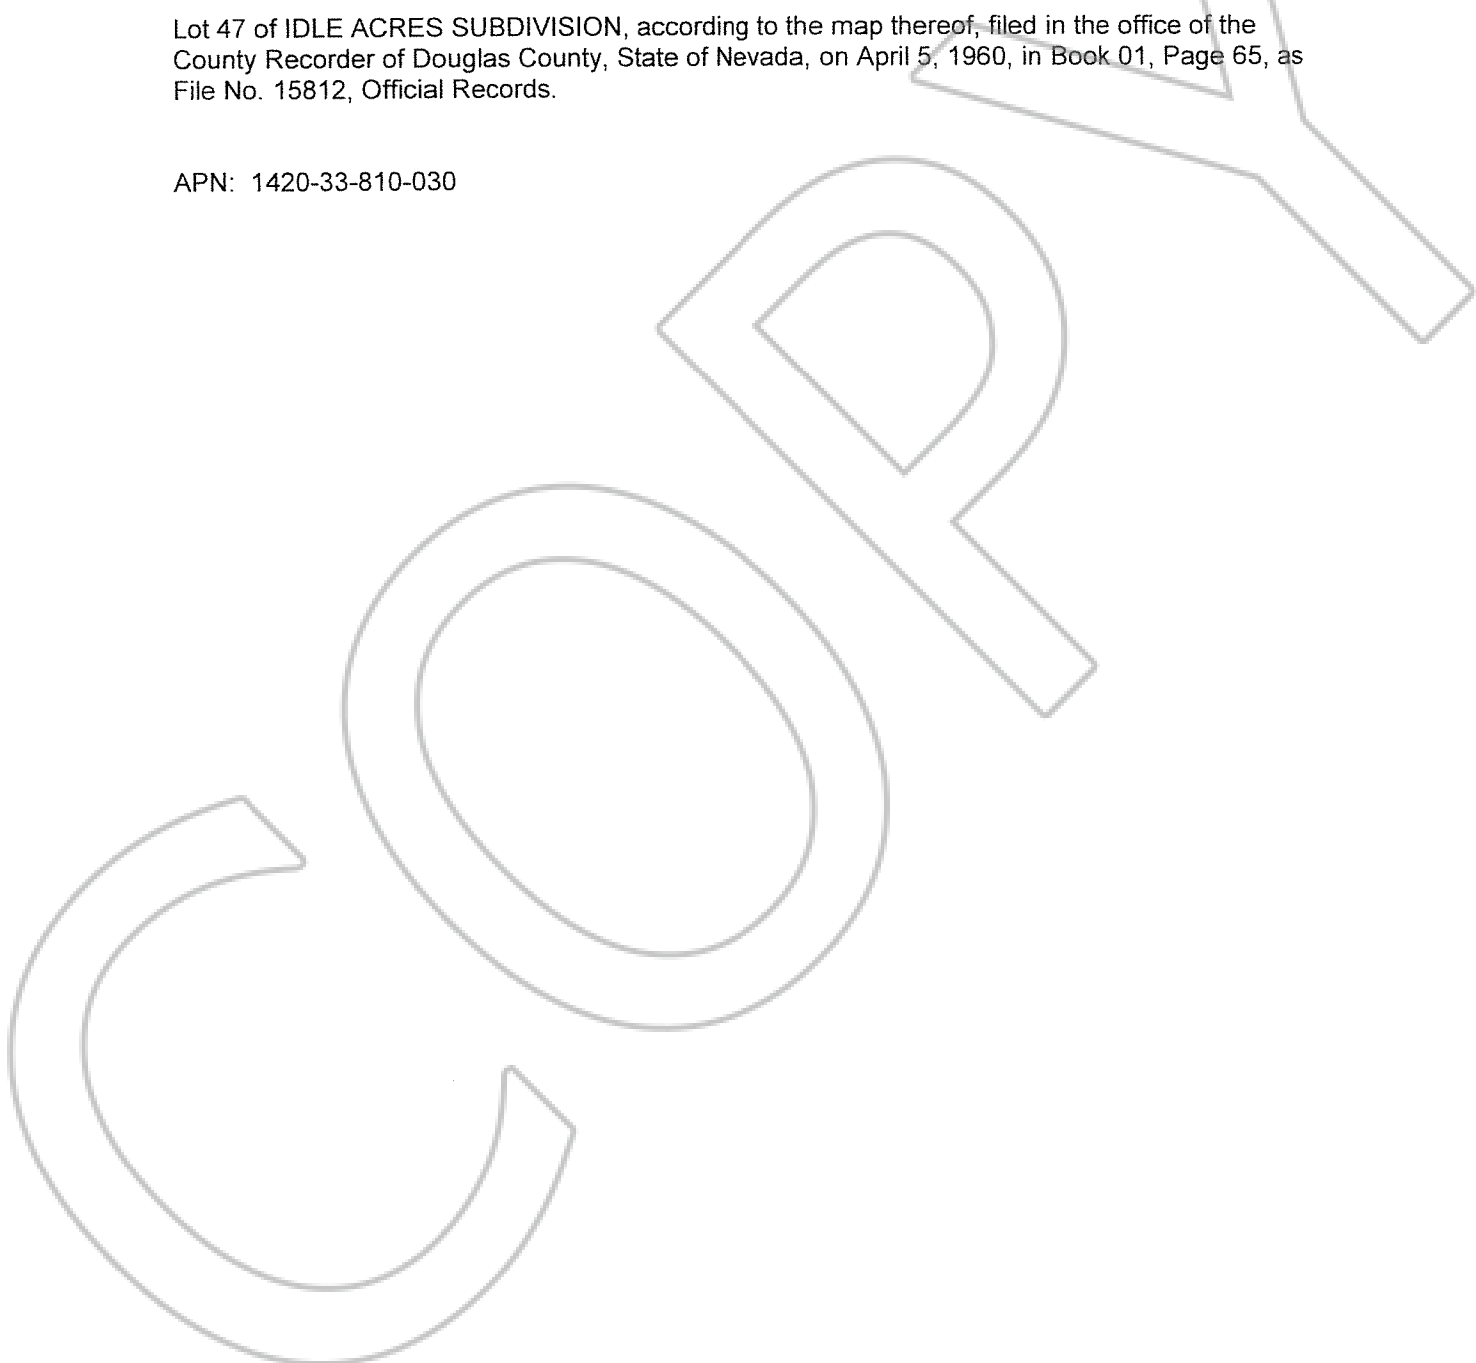 Lot 47 of IDLE ACRES SUBDIVISION, according to the map thereof, filed in the office of the
County Recorder of Douglas County, State of Nevada, on April 5, 1960, in Book 01, Page 65, as
File No. 15812, Official Records.
APN: 1420-33-810-030
COPY